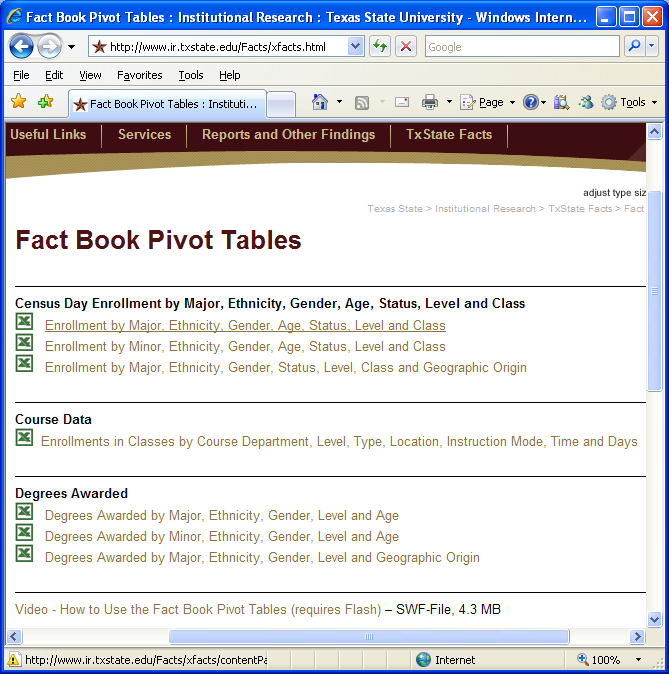 Fact Book Pivot Tables : Institutional Research : Texas State University - Windows Intern...
http://www.ir.txstate.edu/Facts/xfacts.html Google
File Edit View Favorites Tools Help
Fact Book Pivot Tables : Instituti... Page Tools
Useful Links Services Reports and Other Findings TxState Facts
adjust type siz
Texas State > Institutional Research > TxState Facts > Fact
Fact Book Pivot Tables
Census Day Enrollment by Major, Ethnicity, Gender, Age, Status, Level and Class
Enrollment by Major, Ethnicity, Gender, Age, Status, Level and Class
Enrollment by Minor, Ethnicity, Gender, Age, Status, Level and Class
Enrollment by Major, Ethnicity, Gender, Status, Level, Class and Geographic Origin
Course Data
Enrollments in Classes by Course Department, Level, Type, Location, Instruction Mode, Time and Days
Degrees Awarded
Degrees Awarded by Major, Ethnicity, Gender, Level and Age
Degrees Awarded by Minor, Ethnicity, Gender, Level and Age
Degrees Awarded by Major, Ethnicity, Gender, Level and Geographic Origin
Video - How to Use the Fact Book Pivot Tables (requires Flash) – SWF-File, 4.3 MB
http://www.ir.txstate.edu/Facts/xfacts/contentPa Internet 100%